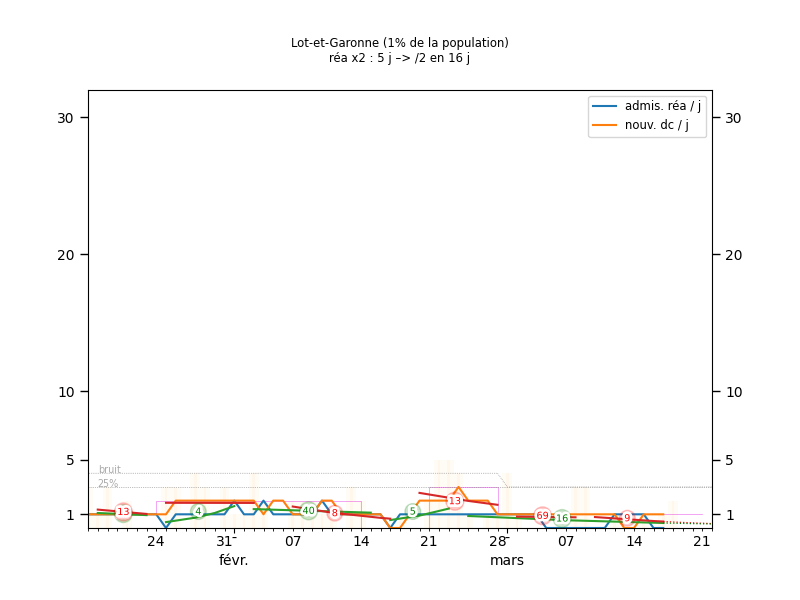 Lot-et-Garonne (1% de la population)
réa x2 : 5 j –> /2 en 16 j
admis. réa / j
nouv. dc / j
30 30
20 20
10 10
5 5
bruit
25%
13 4 40 8 5 13 69 16 9
1 1
24 31 07 14 21 28 07 14 21
févr. mars